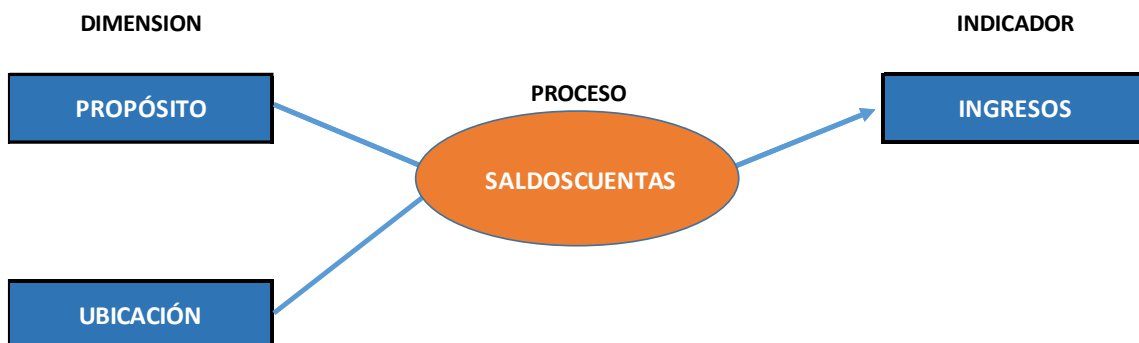 DIMENSION
INDICADOR
PROPÓSITO
PROCESO
INGRESOS
SALDOSCUENTAS
UBICACIÓN